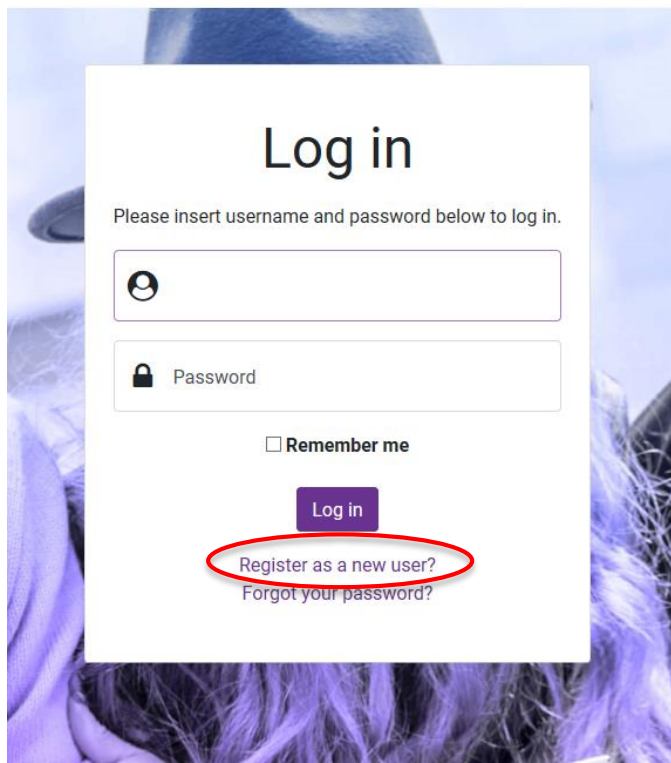 Log in
Please insert username and password below to log in.
Password
Remember me
Log in
Register as a new user?
Forgot your password?